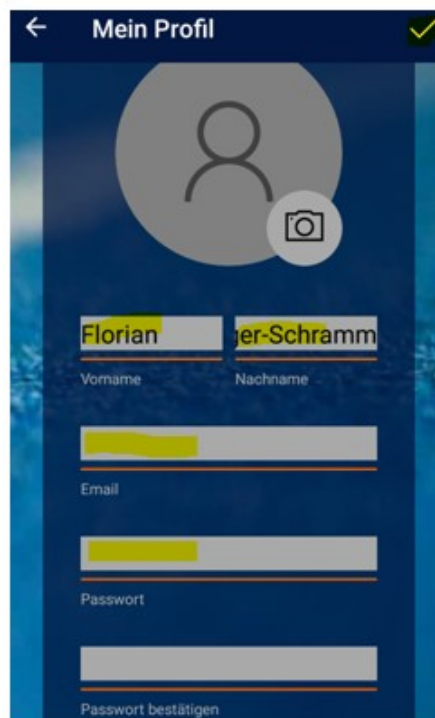 Mein Profil
Florian ger-Schramm
Vorname Nachname
Email
Passwort
Passwort bestätigen